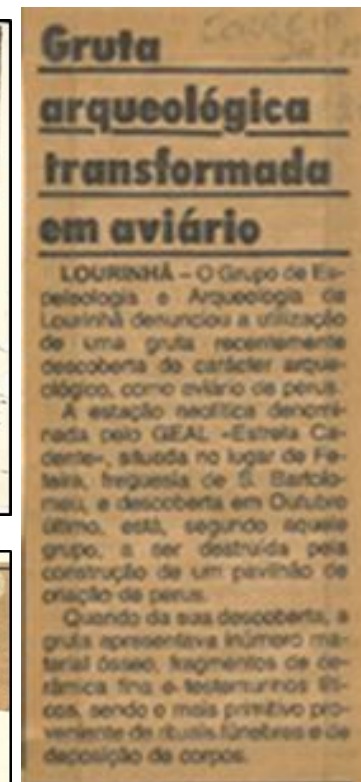 CORREIO
Gruta
arqueológica
transformada
em aviário
LOURINHÃ – O Grupo de Es-
peleologia e Arqueologia da
Lourinhã denunciou a utilização
de uma gruta recentemente
descoberta de carácter arque-
ológico, como aviário de perus.
A estação neolítica denomi-
nada pelo GEAL «Estrela Ca-
dente», situada no lugar de Fe-
teira, freguesia de S. Bartolo-
meu, e descoberta em Outubro
último, está, segundo aquele
grupo, a ser destruída pela
construção de um pavilhão de
criação de perus.
Quando da sua descoberta, a
gruta apresentava inúmero ma-
terial ósseo, fragmentos de ce-
râmica fina e testemunhos líti-
cos, sendo o mais primitivo pro-
veniente de rituais fúnebres e de
deposição de corpos.